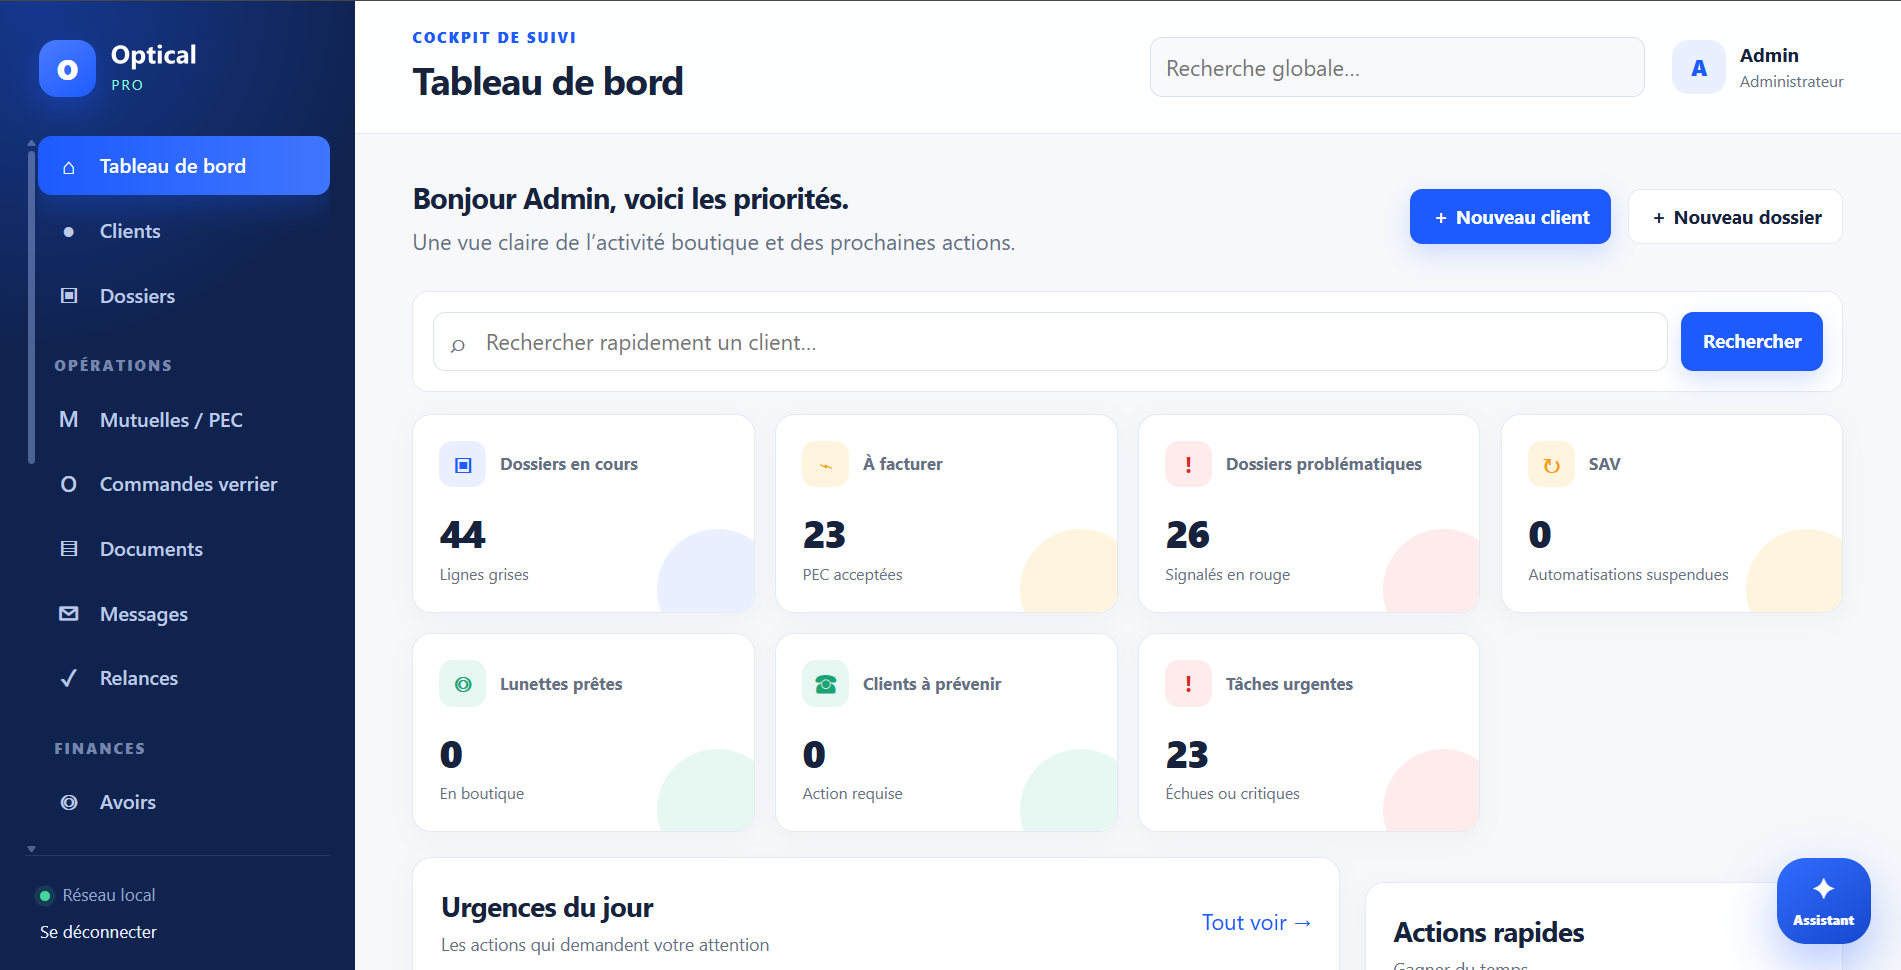 O
Optical
PRO
Tableau de bord
Clients
Dossiers
OPÉRATIONS
M Mutuelles / PEC
O Commandes verrier
Documents
Messages
Relances
FINANCES
Avoirs
Réseau local
Se déconnecter
COCKPIT DE SUIVI
Tableau de bord
Recherche globale...
A
Admin
Administrateur
Bonjour Admin, voici les priorités.
Une vue claire de l’activité boutique et des prochaines actions.
+ Nouveau client
+ Nouveau dossier
Rechercher rapidement un client...
Rechercher
Dossiers en cours
44
Lignes grises
À facturer
23
PEC acceptées
! Dossiers problématiques
26
Signalés en rouge
SAV
0
Automatisations suspendues
Lunettes prêtes
0
En boutique
Clients à prévenir
0
Action requise
! Tâches urgentes
23
Échues ou critiques
Urgences du jour
Les actions qui demandent votre attention
Tout voir →
Actions rapides
Gagner du temps
Assistant